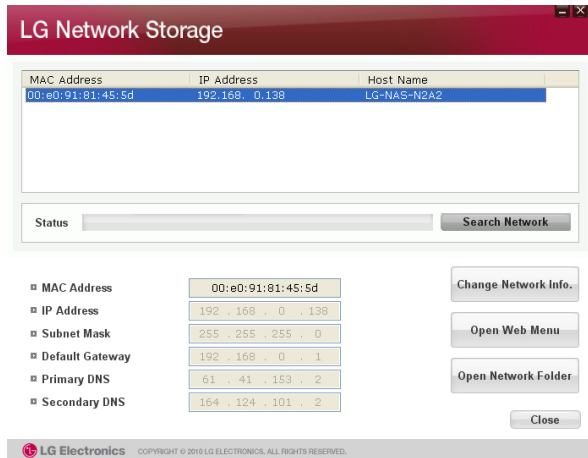 LG Network Storage
MAC Address IP Address Host Name
00:e0:91:81:45:5d 192.168. 0.138 LG-NAS-N2A2
Status Search Network
MAC Address 00:e0:91:81:45:5d
Change Network Info.
IP Address 192 . 168 . 0 . 138
Subnet Mask 255 . 255 . 255 . 0
Open Web Menu
Default Gateway 192 . 168 . 0 . 1
Primary DNS 61 . 41 . 153 . 2
Open Network Folder
Secondary DNS 164 . 124 . 101 . 2
Close
LG Electronics COPYRIGHT © 2010 LG ELECTRONICS. ALL RIGHTS RESERVED.